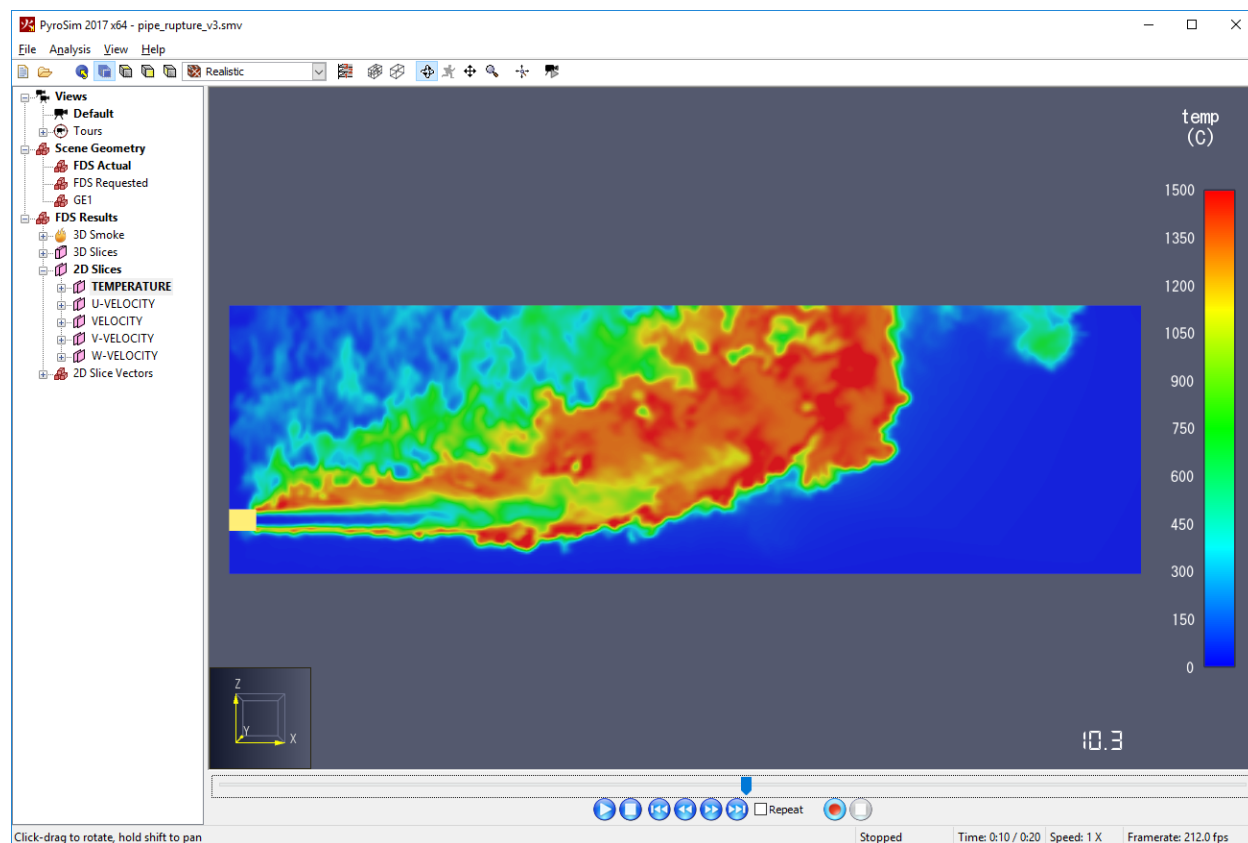 PyroSim 2017 x64 - pipe_rupture_v3.smv
File Analysis View Help
Realistic
Views
Default
Tours
Scene Geometry
FDS Actual
FDS Requested
GE1
FDS Results
3D Smoke
3D Slices
2D Slices
TEMPERATURE
U-VELOCITY
VELOCITY
V-VELOCITY
W-VELOCITY
2D Slice Vectors
temp
(C)
1500
1350
1200
1050
900
750
600
450
300
150
0
Z
Y
X
10.3
Repeat
Click-drag to rotate, hold shift to pan
Stopped
Time: 0:10 / 0:20
Speed: 1 X
Framerate: 212.0 fps